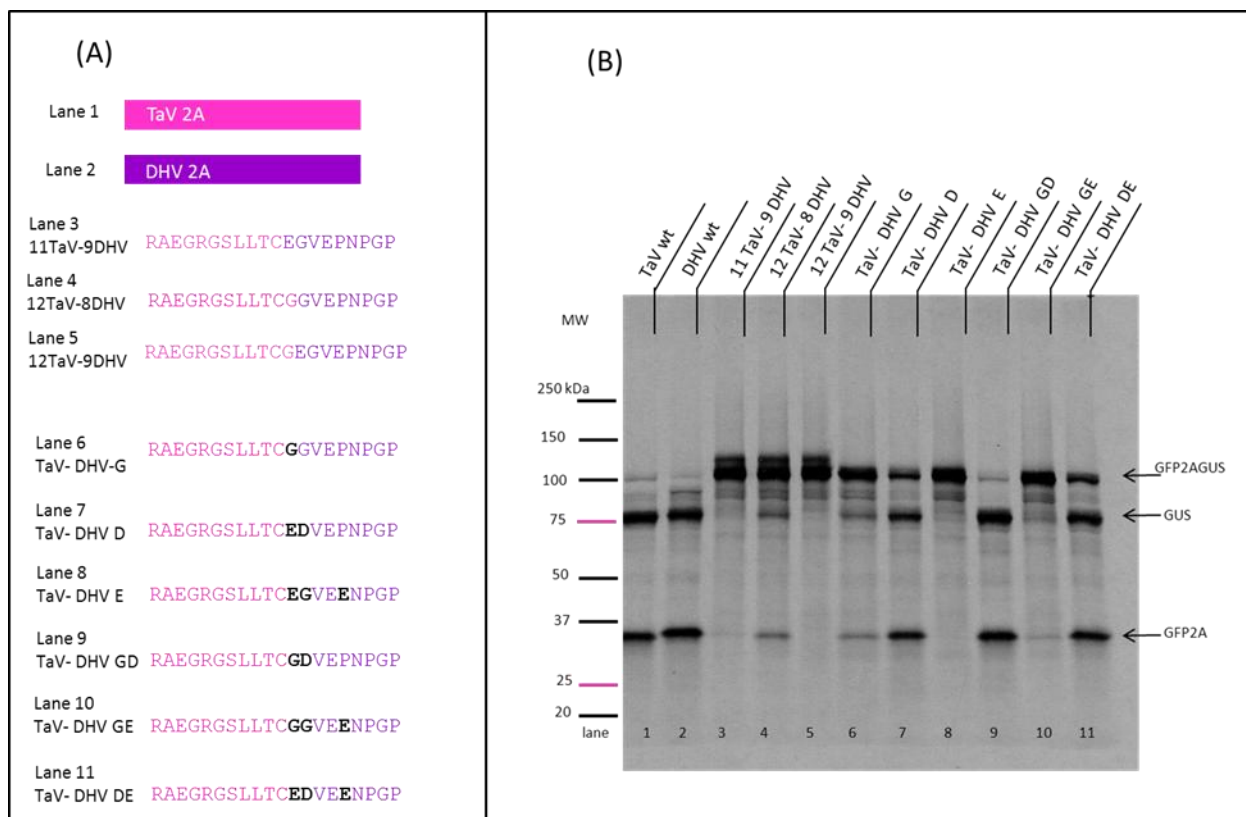 (A)
Lane 1
TaV 2A
Lane 2
DHV 2A
Lane 3
11TaV-9DHV
RAEGRGSLLTCEGVEPNPGP
Lane 4
12TaV-8DHV
RAEGRGSLLTCGGVEPNPGP
Lane 5
12TaV-9DHV
RAEGRGSLLTCGEGVEPNPGP
Lane 6
TaV- DHV-G
RAEGRGSLLTCGGVEPNPGP
Lane 7
TaV- DHV D
RAEGRGSLLTCEDVEPNPGP
Lane 8
TaV- DHV E
RAEGRGSLLTCEGVEENPGP
Lane 9
TaV- DHV GD
RAEGRGSLLTCGDVEPNPGP
Lane 10
TaV- DHV GE
RAEGRGSLLTCGGVEENPGP
Lane 11
TaV- DHV DE
RAEGRGSLLTCEDVEENPGP
(B)
TaV wt
DHV wt
11 TaV- 9 DHV
12 TaV- 8 DHV
12 TaV- 9 DHV
TaV- DHV G
TaV- DHV D
TaV- DHV E
TaV- DHV GD
TaV- DHV GE
TaV- DHV DE
MW
250 kDa
150
100
75
50
37
25
20
GFP2AGUS
GUS
GFP2A
lane 1 2 3 4 5 6 7 8 9 10 11